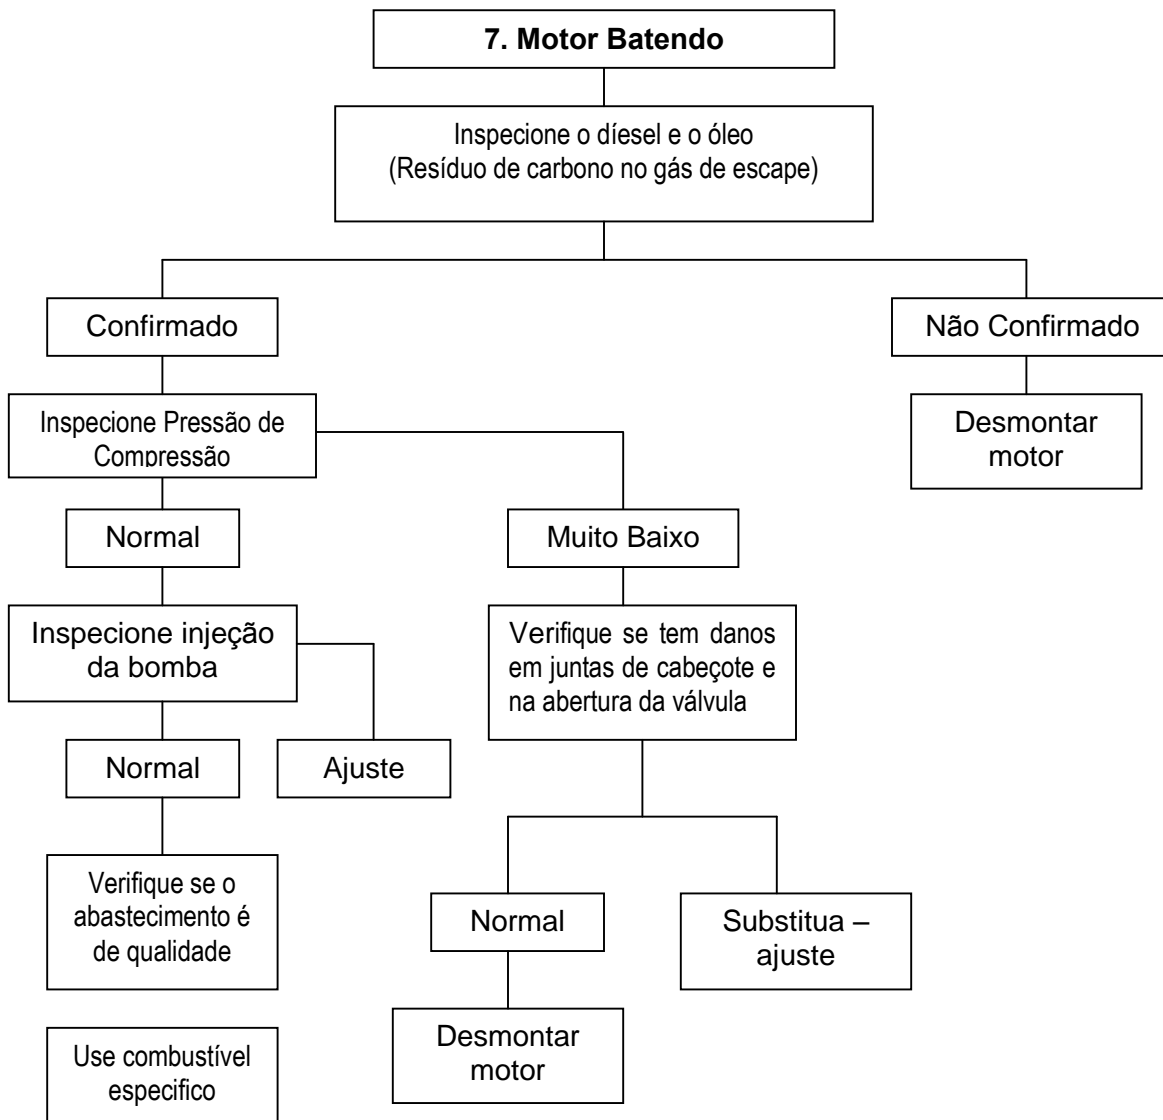 7. Motor Batendo
Inspecione o díesel e o óleo
(Resíduo de carbono no gás de escape)
Confirmado
Não Confirmado
Inspecione Pressão de
Compressão
Desmontar
motor
Normal
Muito Baixo
Inspecione injeção
da bomba
Verifique se tem danos
em juntas de cabeçote e
na abertura da válvula
Normal
Ajuste
Verifique se o
abastecimento é
de qualidade
Normal
Substitua –
ajuste
Desmontar
motor
Use combustível
especifico